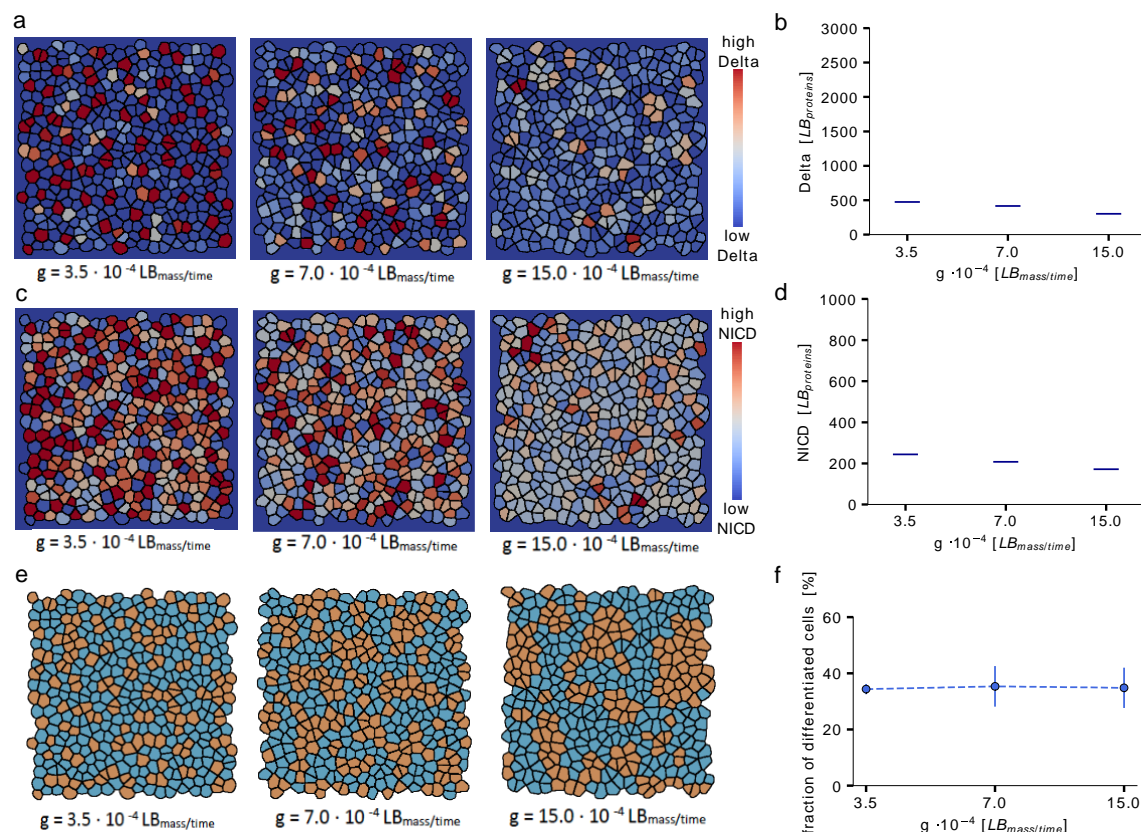 a
high
Delta
low
Delta
g = 3.5 · 10 -4 LBmass/time
g = 7.0 · 10 -4 LBmass/time
g = 15.0 · 10 -4 LBmass/time
b
Delta [LBproteins]
3000
2500
2000
1500
1000
500
0
3.5 7.0 15.0
g ·10−4 [LBmass/time]
c
high
NICD
low
NICD
g = 3.5 · 10 -4 LBmass/time
g = 7.0 · 10 -4 LBmass/time
g = 15.0 · 10 -4 LBmass/time
d
NICD [LBproteins]
1000
800
600
400
200
0
3.5 7.0 15.0
g ·10−4 [LBmass/time]
e
g = 3.5 · 10 -4 LBmass/time
g = 7.0 · 10 -4 LBmass/time
g = 15.0 · 10 -4 LBmass/time
f
fraction of differentiated cells [%]
60
40
20
0
3.5 7.0 15.0
g ·10−4 [LBmass/time]